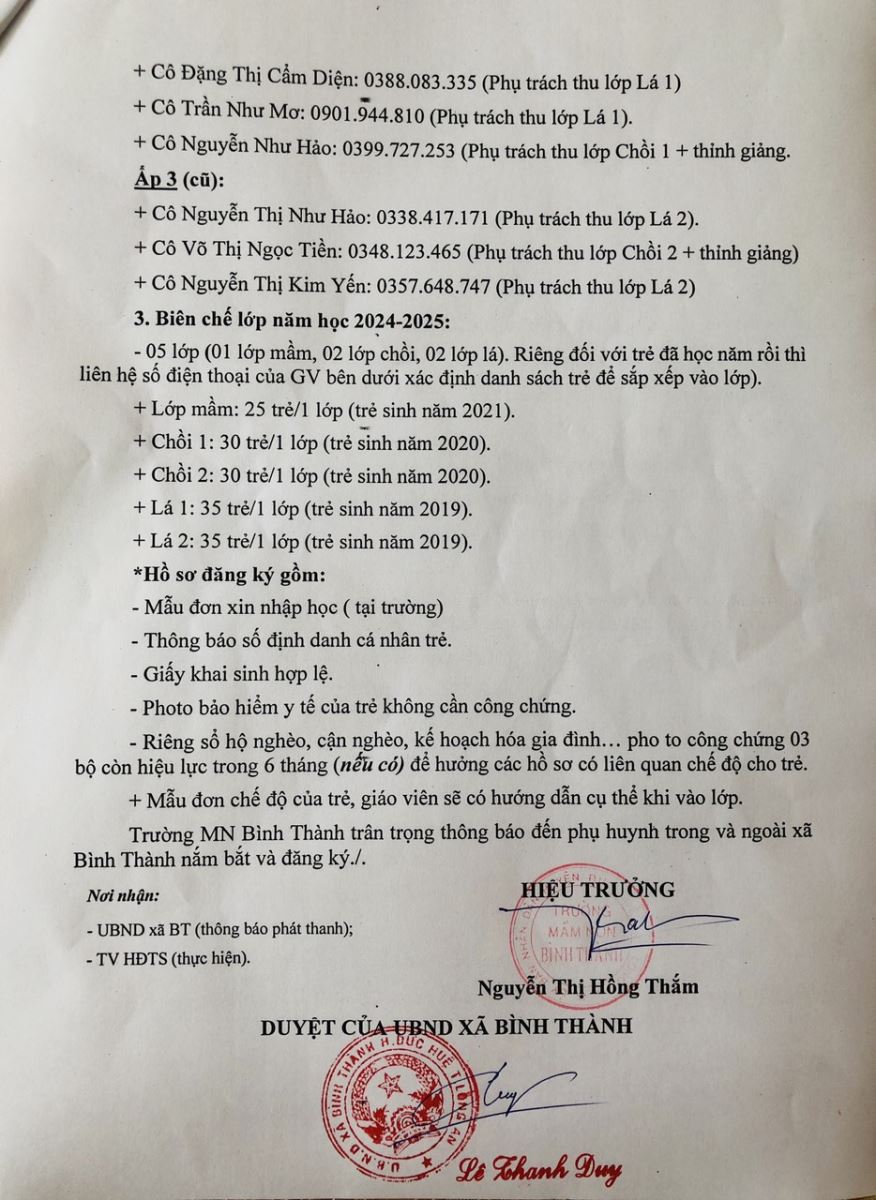 + Cô Đặng Thị Cẩm Diện: 0388.083.335 (Phụ trách thu lớp Lá 1)
+ Cô Trần Như Mơ: 0901.944.810 (Phụ trách thu lớp Lá 1).
+ Cô Nguyễn Như Hảo: 0399.727.253 (Phụ trách thu lớp Chồi 1 + thỉnh giảng.
Ấp 3 (cũ):
+ Cô Nguyễn Thị Như Hảo: 0338.417.171 (Phụ trách thu lớp Lá 2).
+ Cô Võ Thị Ngọc Tiền: 0348.123.465 (Phụ trách thu lớp Chồi 2 + thỉnh giảng)
+ Cô Nguyễn Thị Kim Yến: 0357.648.747 (Phụ trách thu lớp Lá 2)
3. Biên chế lớp năm học 2024-2025:
- 05 lớp (01 lớp mầm, 02 lớp chồi, 02 lớp lá). Riêng đối với trẻ đã học năm rồi thì
liên hệ số điện thoại của GV bên dưới xác định danh sách trẻ để sắp xếp vào lớp).
+ Lớp mầm: 25 trẻ/1 lớp (trẻ sinh năm 2021).
+ Chồi 1: 30 trẻ/1 lớp (trẻ sinh năm 2020).
+ Chồi 2: 30 trẻ/1 lớp (trẻ sinh năm 2020).
+ Lá 1: 35 trẻ/1 lớp (trẻ sinh năm 2019).
+ Lá 2: 35 trẻ/1 lớp (trẻ sinh năm 2019).
*Hồ sơ đăng ký gồm:
- Mẫu đơn xin nhập học ( tại trường)
- Thông báo số định danh cá nhân trẻ.
- Giấy khai sinh hợp lệ.
- Photo bảo hiểm y tế của trẻ không cần công chứng.
- Riêng sổ hộ nghèo, cận nghèo, kế hoạch hóa gia đình… pho to công chứng 03
bộ còn hiệu lực trong 6 tháng (nếu có) để hưởng các hồ sơ có liên quan chế độ cho trẻ.
+ Mẫu đơn chế độ của trẻ, giáo viên sẽ có hướng dẫn cụ thể khi vào lớp.
Trường MN Bình Thành trân trọng thông báo đến phụ huynh trong và ngoài xã
Bình Thành nắm bắt và đăng ký./.
Nơi nhận:
- UBND xã BT (thông báo phát thanh);
- TV HĐTS (thực hiện).
HIỆU TRƯỞNG
TRƯỜNG
MẦM NON
BÌNH THÀNH
Nguyễn Thị Hồng Thắm
DUYỆT CỦA UBND XÃ BÌNH THÀNH
U.B.N.D XÃ BÌNH THÀNH H.ĐỨC HUỆ T.LONG AN
Lê Thanh Duy